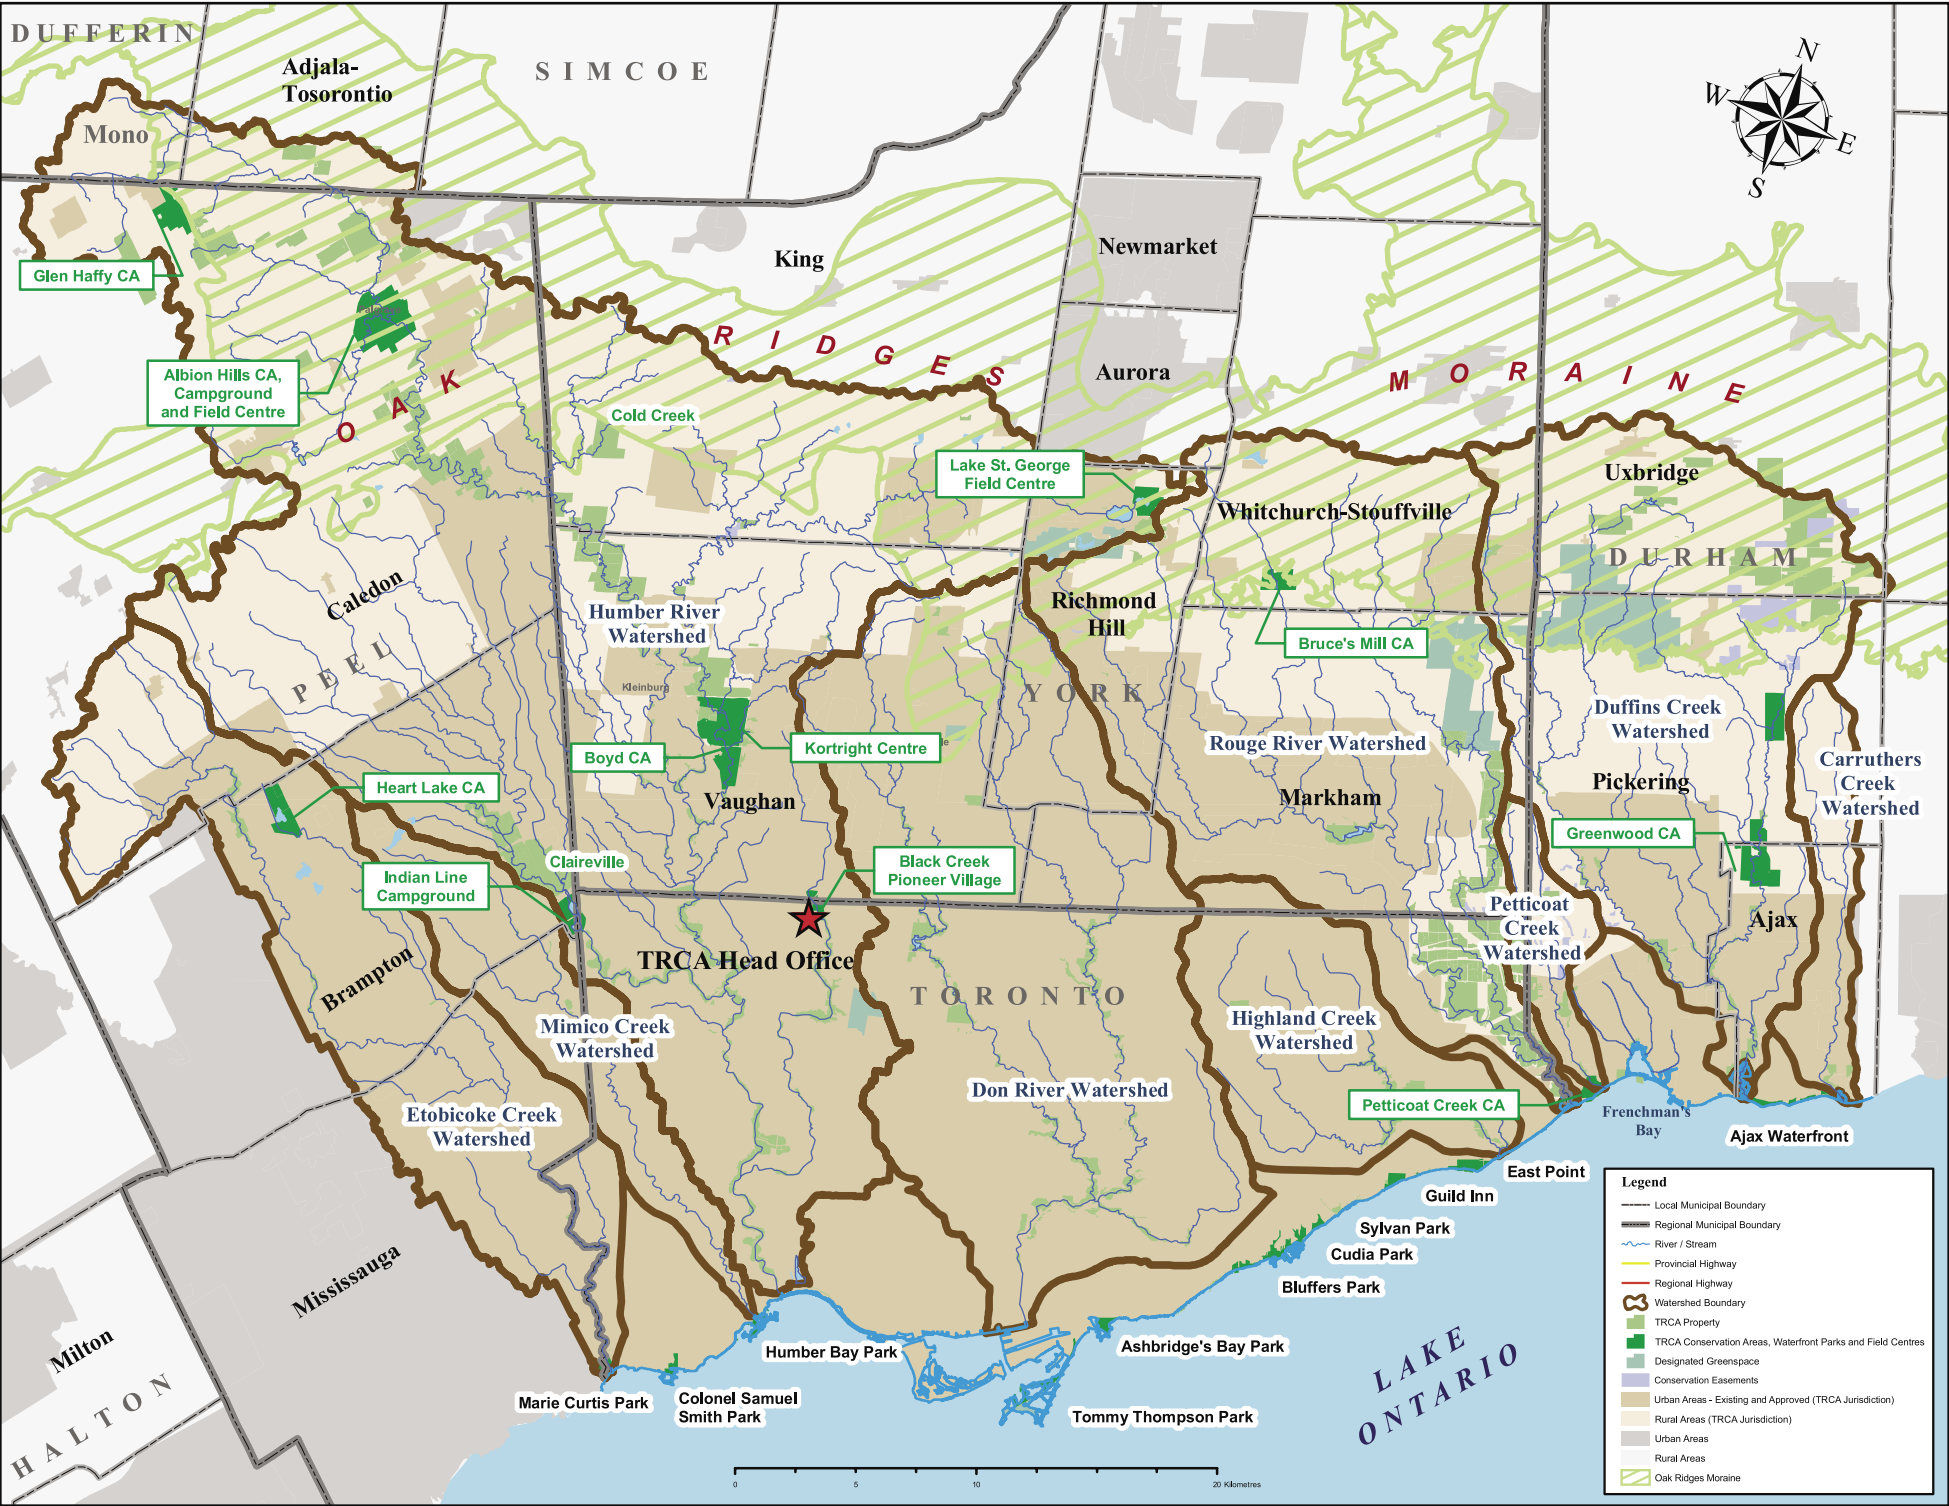 DUFFERIN
Adjala-
Tosorontio
SIMCOE
Mono
N
W
E
S
Glen Haffy CA
King
Newmarket
Aurora
Albion Hills CA,
Campground
and Field Centre
OAK RIDGES MORAINE
Cold Creek
Lake St. George
Field Centre
Whitchurch-Stouffville
Uxbridge
DURHAM
Caledon
PEEL
Humber River
Watershed
Richmond
Hill
Bruce's Mill CA
Kleinburg
YORK
Boyd CA
Kortright Centre
Rouge River Watershed
Duffins Creek
Watershed
Carruthers
Creek
Watershed
Heart Lake CA
Vaughan
Markham
Pickering
Greenwood CA
Claireville
Indian Line
Campground
Black Creek
Pioneer Village
Petticoat
Creek
Watershed
Ajax
TRCA Head Office
Brampton
TORONTO
Mimico Creek
Watershed
Highland Creek
Watershed
Don River Watershed
Etobicoke Creek
Watershed
Petticoat Creek CA
Frenchman's
Bay
Ajax Waterfront
East Point
Guild Inn
Sylvan Park
Cudia Park
Bluffers Park
Mississauga
Milton
HALTON
Humber Bay Park
Ashbridge's Bay Park
Marie Curtis Park
Colonel Samuel
Smith Park
Tommy Thompson Park
LAKE
ONTARIO
0 5 10 20 Kilometres
Legend
Local Municipal Boundary
Regional Municipal Boundary
River / Stream
Provincial Highway
Regional Highway
Watershed Boundary
TRCA Property
TRCA Conservation Areas, Waterfront Parks and Field Centres
Designated Greenspace
Conservation Easements
Urban Areas - Existing and Approved (TRCA Jurisdiction)
Rural Areas (TRCA Jurisdiction)
Urban Areas
Rural Areas
Oak Ridges Moraine